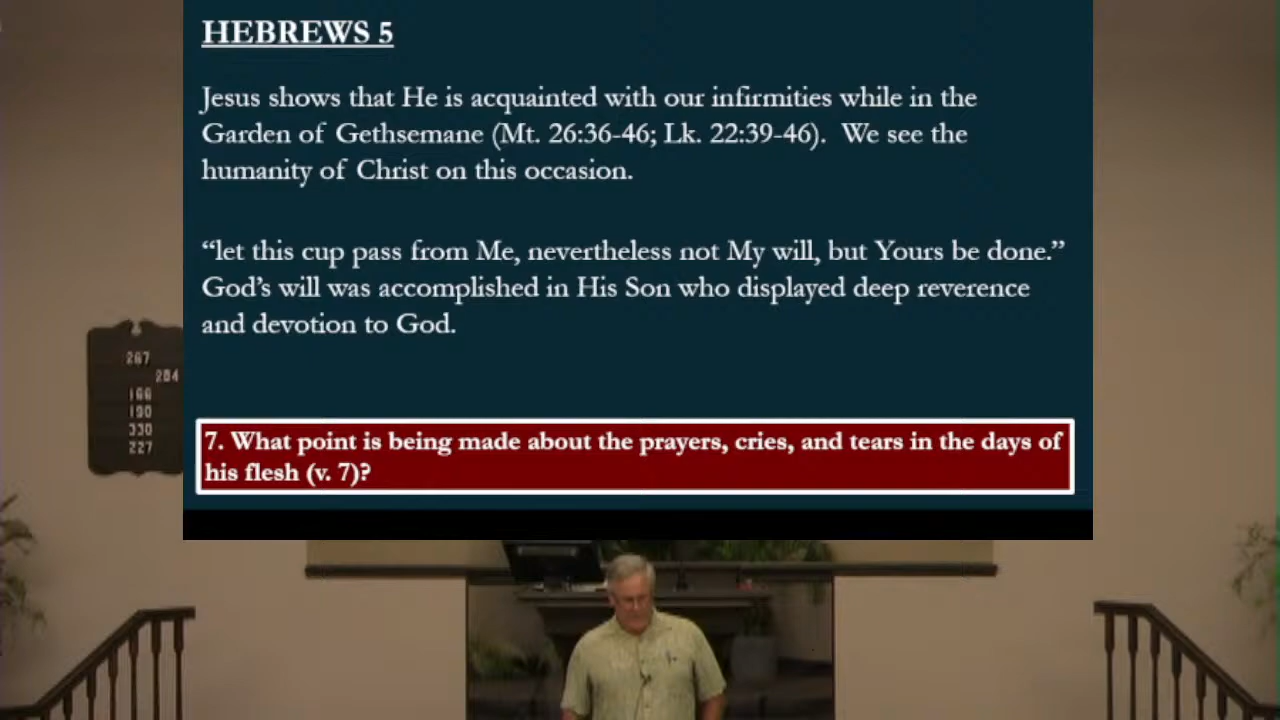 HEBREWS 5
Jesus shows that He is acquainted with our infirmities while in the
Garden of Gethsemane (Mt. 26:36-46; Lk. 22:39-46).  We see the
humanity of Christ on this occasion.
“let this cup pass from Me, nevertheless not My will, but Yours be done.”
God’s will was accomplished in His Son who displayed deep reverence
and devotion to God.
267
284
166
190
330
227
7. What point is being made about the prayers, cries, and tears in the days of
his flesh (v. 7)?